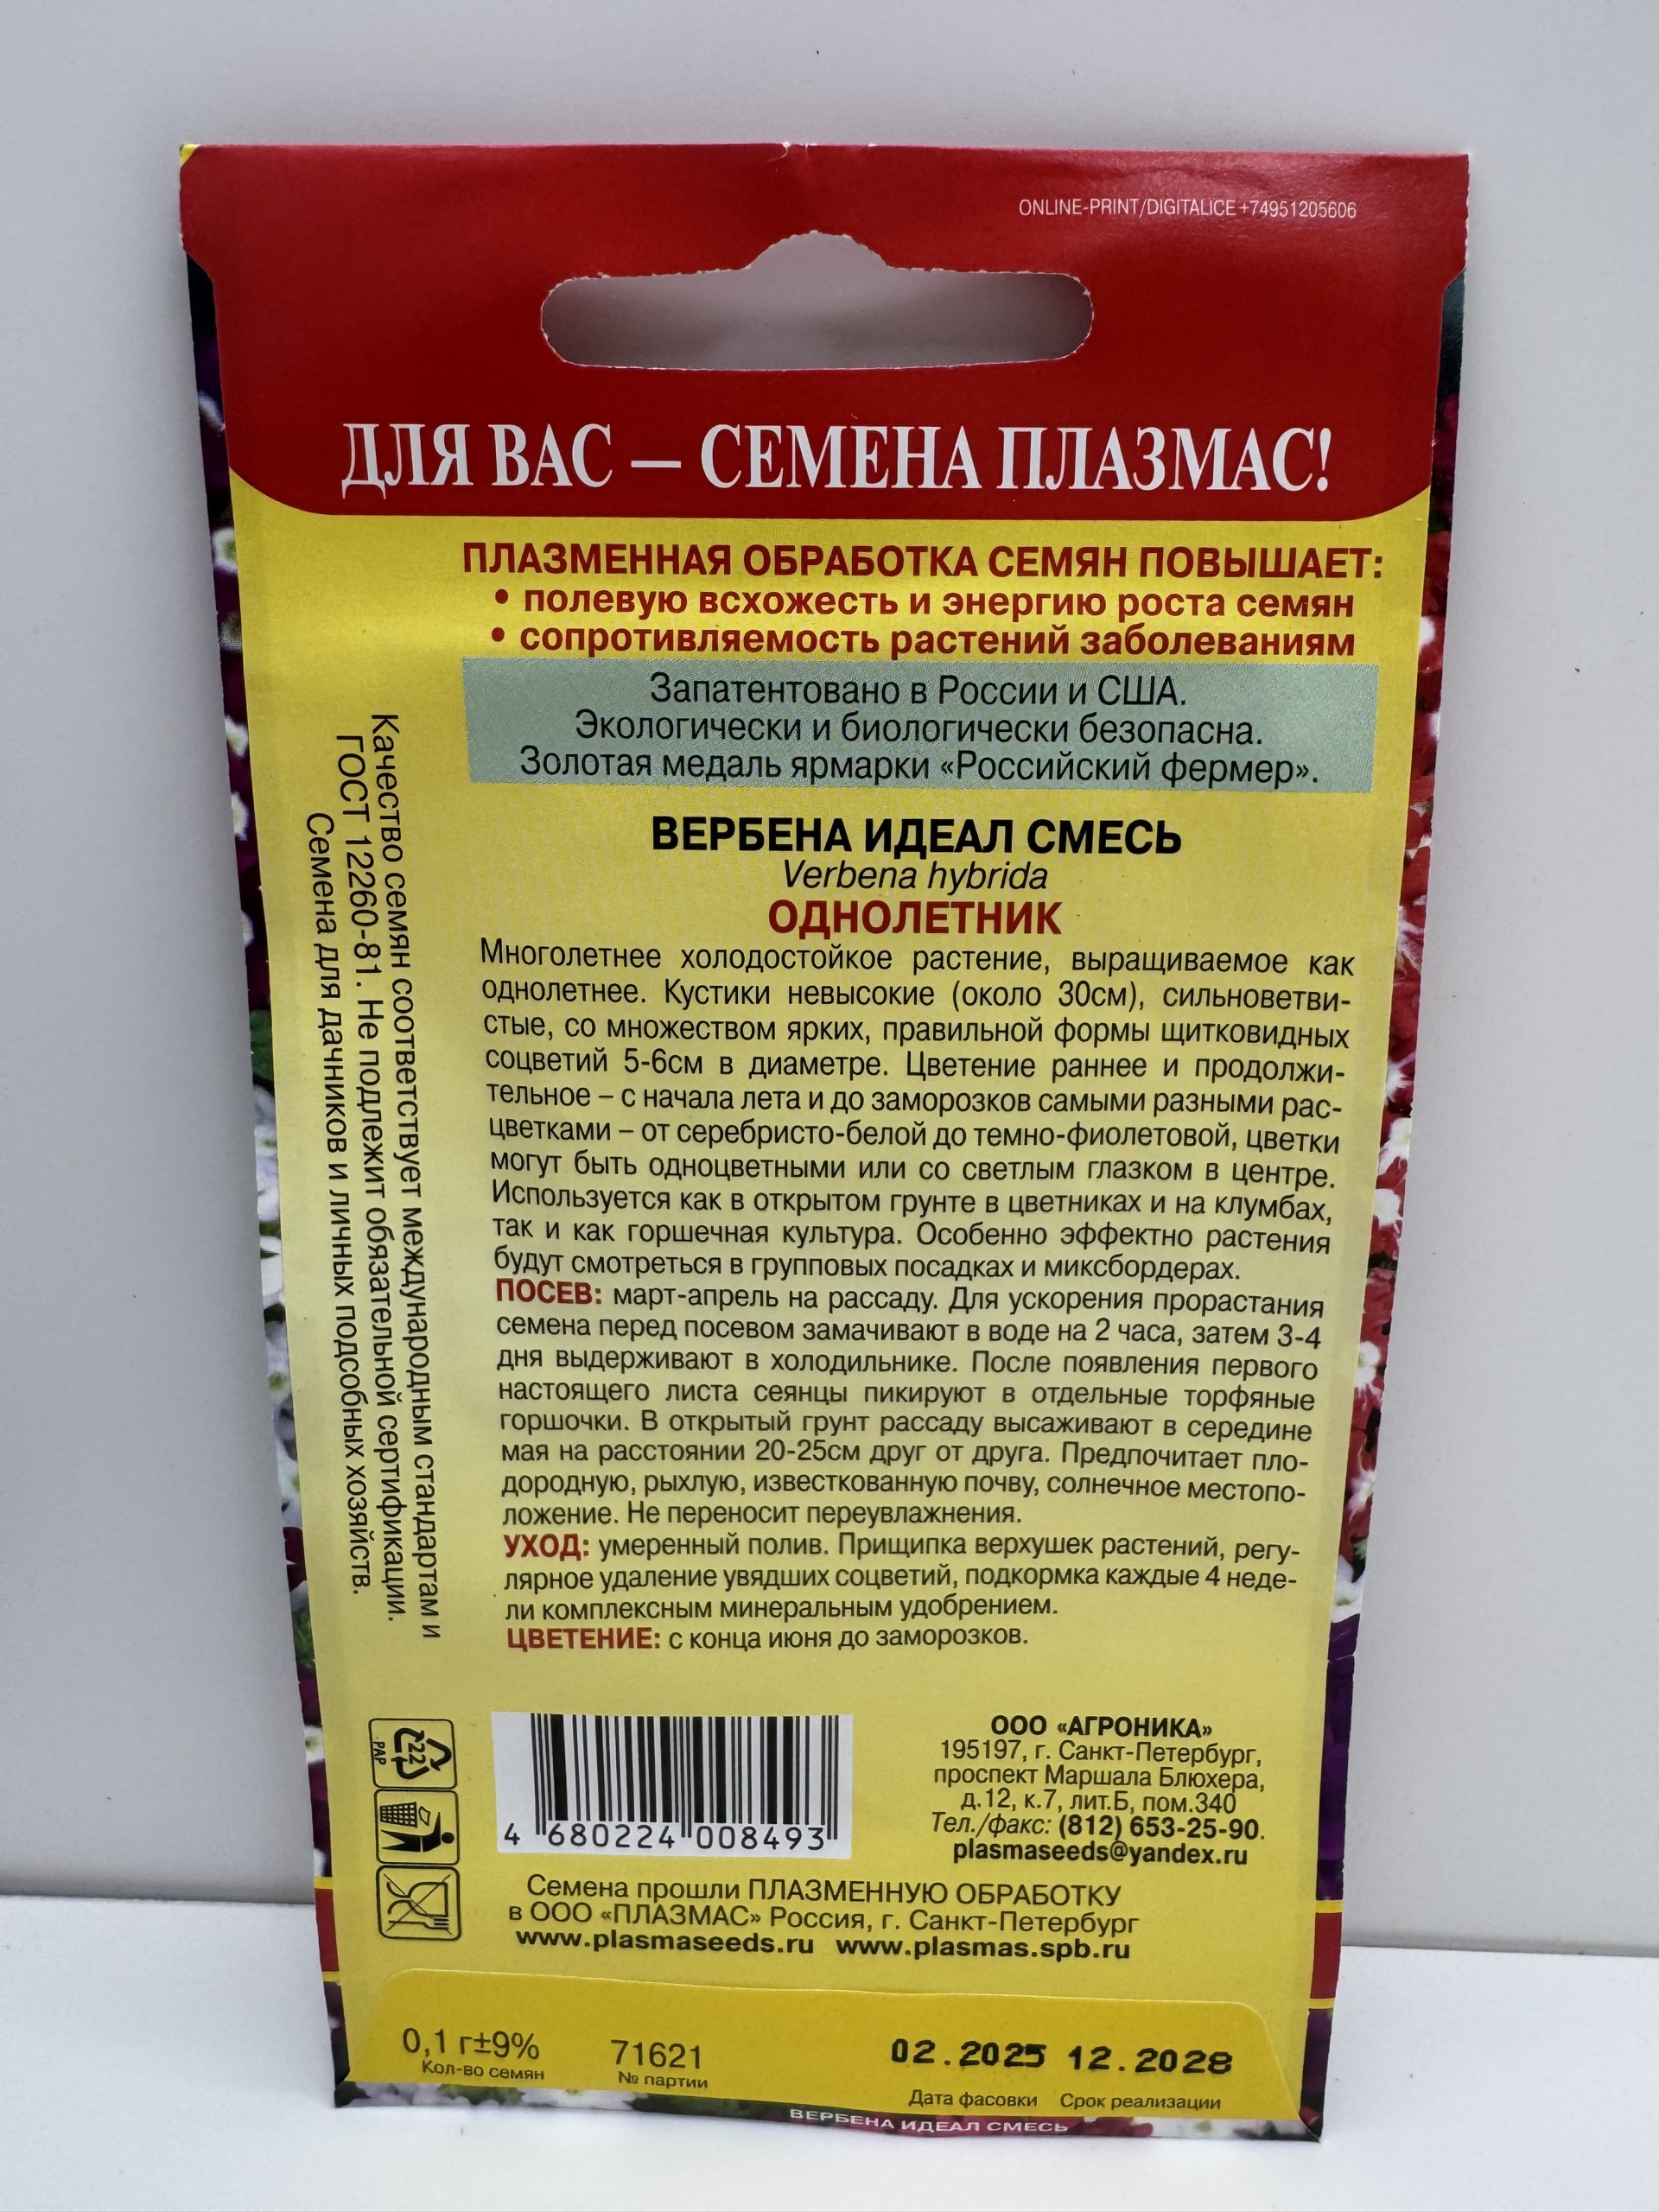 ONLINE-PRINT/DIGITALICE +74951205606
ДЛЯ ВАС – СЕМЕНА ПЛАЗМАС!
ПЛАЗМЕННАЯ ОБРАБОТКА СЕМЯН ПОВЫШАЕТ:
• полевую всхожесть и энергию роста семян
• сопротивляемость растений заболеваниям
Запатентовано в России и США.
Экологически и биологически безопасна.
Золотая медаль ярмарки «Российский фермер».
ВЕРБЕНА ИДЕАЛ СМЕСЬ
Verbena hybrida
ОДНОЛЕТНИК
Многолетнее холодостойкое растение, выращиваемое как
однолетнее. Кустики невысокие (около 30см), сильноветви-
стые, со множеством ярких, правильной формы щитковидных
соцветий 5-6см в диаметре. Цветение раннее и продолжи-
тельное – с начала лета и до заморозков самыми разными рас-
цветками – от серебристо-белой до темно-фиолетовой, цветки
могут быть одноцветными или со светлым глазком в центре.
Используется как в открытом грунте в цветниках и на клумбах,
так и как горшечная культура. Особенно эффектно растения
будут смотреться в групповых посадках и миксбордерах.
ПОСЕВ: март-апрель на рассаду. Для ускорения прорастания
семена перед посевом замачивают в воде на 2 часа, затем 3-4
дня выдерживают в холодильнике. После появления первого
настоящего листа сеянцы пикируют в отдельные торфяные
горшочки. В открытый грунт рассаду высаживают в середине
мая на расстоянии 20-25см друг от друга. Предпочитает пло-
дородную, рыхлую, известкованную почву, солнечное местопо-
ложение. Не переносит переувлажнения.
УХОД: умеренный полив. Прищипка верхушек растений, регу-
лярное удаление увядших соцветий, подкормка каждые 4 неде-
ли комплексным минеральным удобрением.
ЦВЕТЕНИЕ: с конца июня до заморозков.
Качество семян соответствует международным стандартам и
ГОСТ 12260-81. Не подлежит обязательной сертификации.
Семена для дачников и личных подсобных хозяйств.
22
PAP
4 680224 008493
ООО «АГРОНИКА»
195197, г. Санкт-Петербург,
проспект Маршала Блюхера,
д.12, к.7, лит.Б, пом.340
Тел./факс: (812) 653-25-90.
plasmaseeds@yandex.ru
Семена прошли ПЛАЗМЕННУЮ ОБРАБОТКУ
в ООО «ПЛАЗМАС» Россия, г. Санкт-Петербург
www.plasmaseeds.ru www.plasmas.spb.ru
0,1 г±9% 71621 02.2025 12.2028
Кол-во семян № партии Дата фасовки Срок реализации
ВЕРБЕНА ИДЕАЛ СМЕСЬ